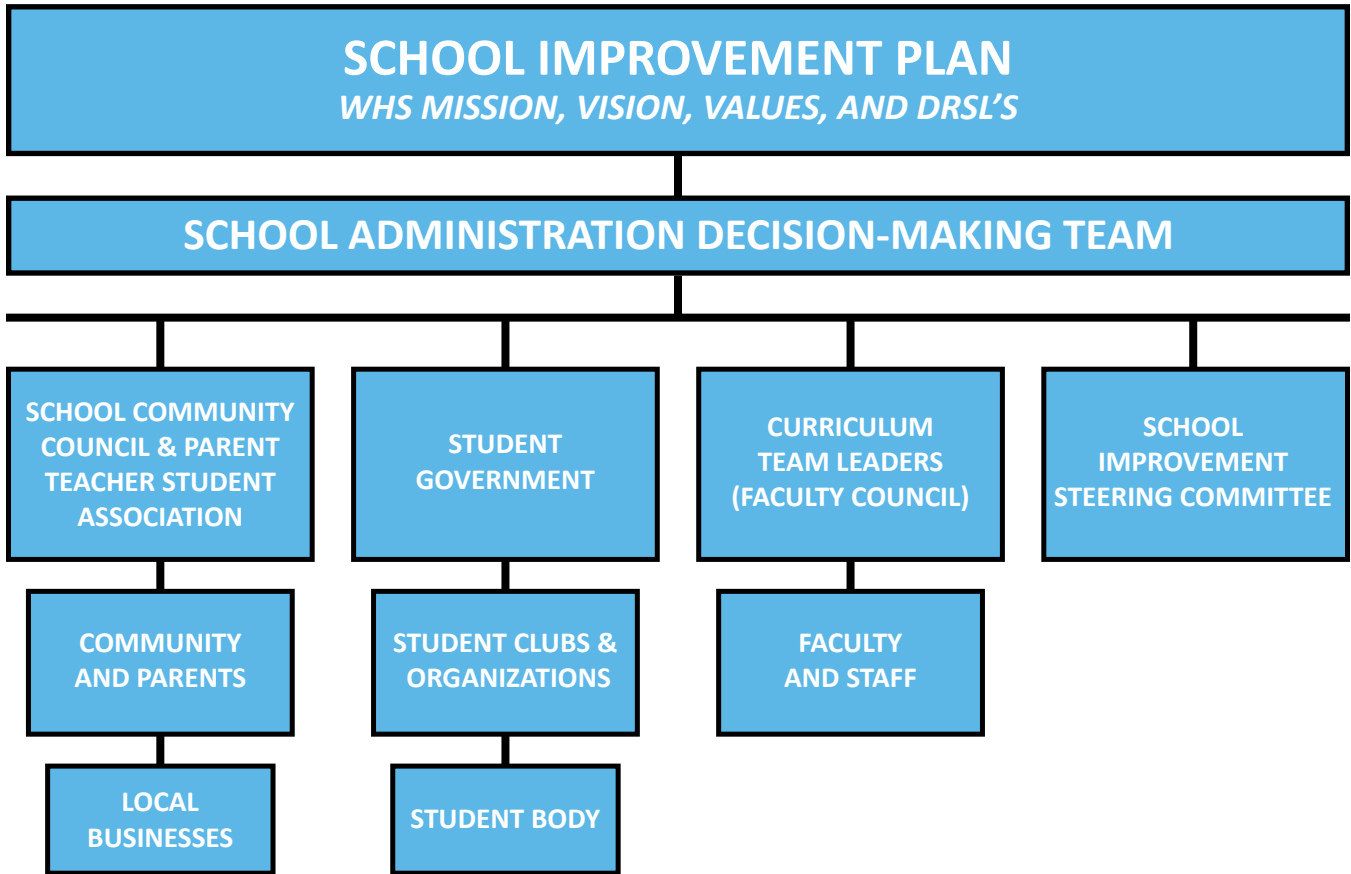 SCHOOL IMPROVEMENT PLAN
WHS MISSION, VISION, VALUES, AND DRSL'S
SCHOOL ADMINISTRATION DECISION-MAKING TEAM
SCHOOL COMMUNITY
COUNCIL & PARENT
TEACHER STUDENT
ASSOCIATION
STUDENT
GOVERNMENT
CURRICULUM
TEAM LEADERS
(FACULTY COUNCIL)
SCHOOL
IMPROVEMENT
STEERING COMMITTEE
COMMUNITY
AND PARENTS
STUDENT CLUBS &
ORGANIZATIONS
FACULTY
AND STAFF
LOCAL
BUSINESSES
STUDENT BODY